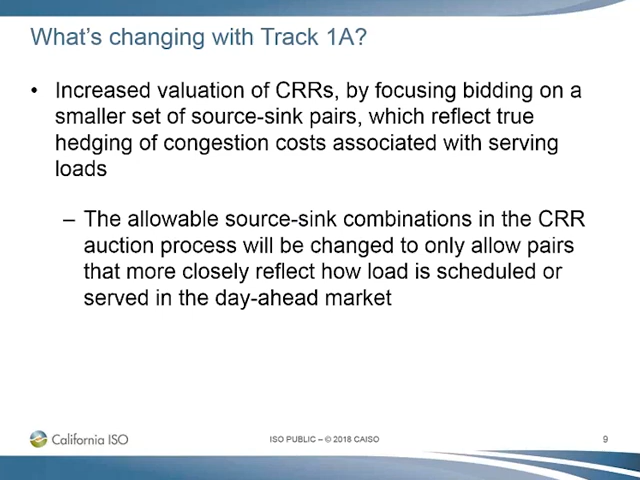 What's changing with Track 1A?
• Increased valuation of CRRs, by focusing bidding on a
smaller set of source-sink pairs, which reflect true
hedging of congestion costs associated with serving
loads
– The allowable source-sink combinations in the CRR
auction process will be changed to only allow pairs
that more closely reflect how load is scheduled or
served in the day-ahead market
California ISO
ISO PUBLIC – © 2018 CAISO
9